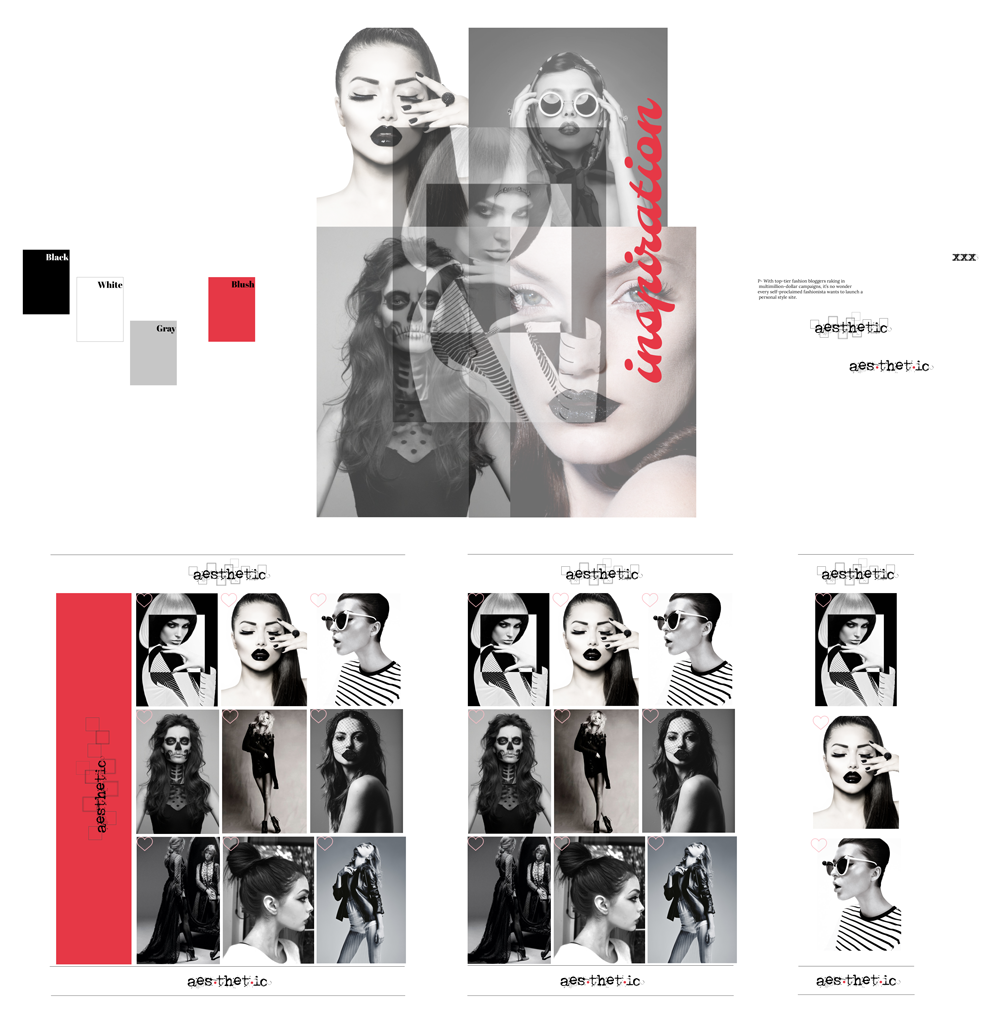 inspiration
Black
White
Gray
Blush
xxx
P- With top-tier fashion bloggers raking in
multimillion-dollar campaigns, it's no wonder
every self-proclaimed fashionista wants to launch a
personal style site.
aesthetic
aesthetic
aesthetic
aesthetic
aesthetic
aesthetic
aesthetic
aesthetic
aesthetic